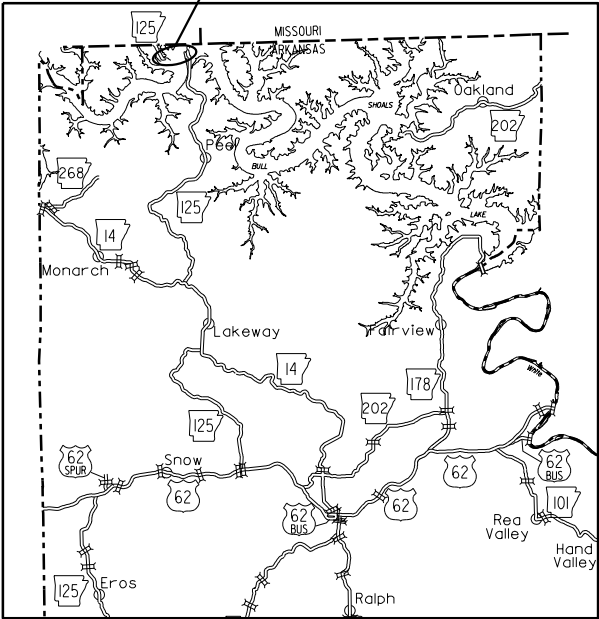 125
MISSOURI
ARKANSAS
Oakland
SHOALS
202
Peel
BULL
268
125
LAKE
14
Monarch
Lakeway
Fairview
White
14
178
202
125
62
SPUR
Snow
62
62
62
BUS
62
BUS
62
101
Rea
Valley
Hand
Valley
Eros
125
Ralph